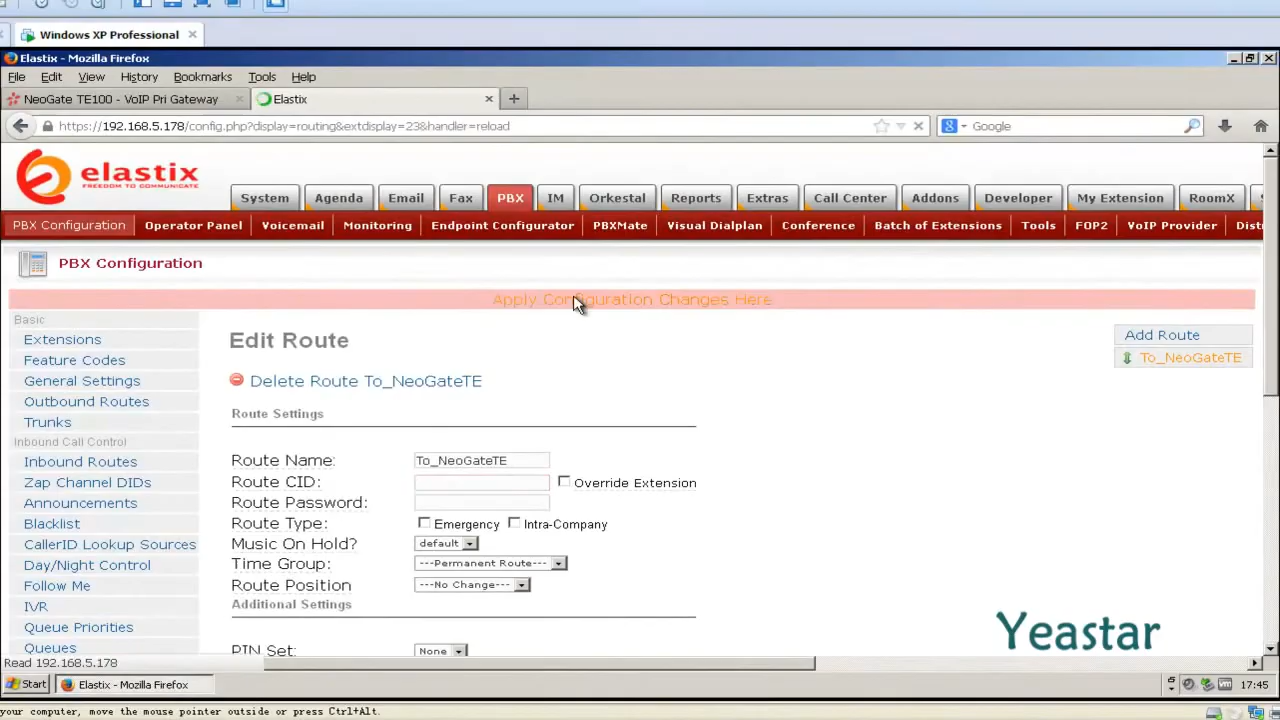 Windows XP Professional
Elastix - Mozilla Firefox
File Edit View History Bookmarks Tools Help
NeoGate TE100 - VoIP Pri Gateway
Elastix
https://192.168.5.178/config.php?display=routing&extdisplay=23&handler=reload
Google
elastix
FREEDOM TO COMMUNICATE
System Agenda Email Fax PBX IM Orkestal Reports Extras Call Center Addons Developer My Extension RoomX
PBX Configuration Operator Panel Voicemail Monitoring Endpoint Configurator PBXMate Visual Dialplan Conference Batch of Extensions Tools FOP2 VoIP Provider Dist
PBX Configuration
Apply Configuration Changes Here
Basic
Extensions
Feature Codes
General Settings
Outbound Routes
Trunks
Inbound Call Control
Inbound Routes
Zap Channel DIDs
Announcements
Blacklist
CallerID Lookup Sources
Day/Night Control
Follow Me
IVR
Queue Priorities
Queues
Edit Route
Delete Route To_NeoGateTE
Route Settings
Route Name: To_NeoGateTE
Route CID: Override Extension
Route Password:
Route Type: Emergency Intra-Company
Music On Hold? default
Time Group: ---Permanent Route---
Route Position ---No Change---
Additional Settings
PIN Set: None
Add Route
To_NeoGateTE
Yeastar
Read 192.168.5.178
Start Elastix - Mozilla Firefox 17:45
your computer, move the mouse pointer outside or press Ctrl+Alt.